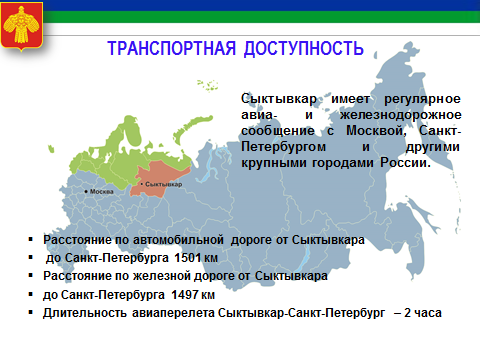 ТРАНСПОРТНАЯ ДОСТУПНОСТЬ
Сыктывкар имеет регулярное
авиа- и железнодорожное
сообщение с Москвой, Санкт-
Петербургом и другими
крупными городами России.
Сыктывкар
Москва
Расстояние по автомобильной дороге от Сыктывкара
до Санкт-Петербурга 1501 км
Расстояние по железной дороге от Сыктывкара
до Санкт-Петербурга 1497 км
Длительность авиаперелета Сыктывкар-Санкт-Петербург – 2 часа